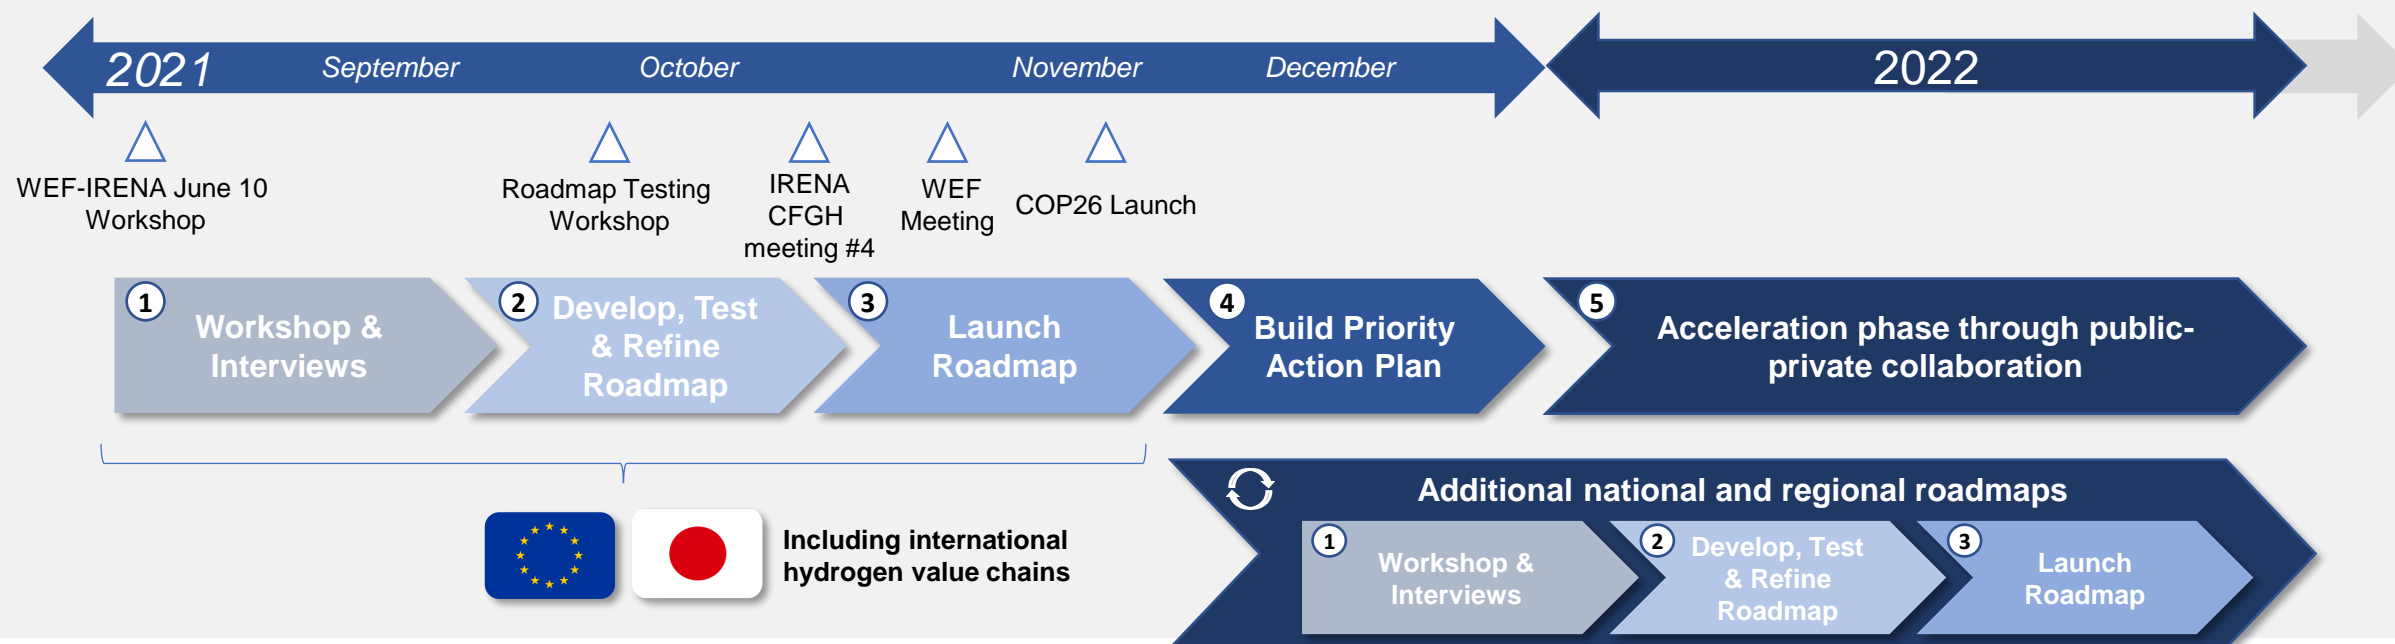 2021
September
October
November
December
2022
WEF-IRENA June 10
Workshop
Roadmap Testing
Workshop
IRENA
CFGH
meeting #4
WEF
Meeting
COP26 Launch
1
Workshop &
Interviews
2
Develop, Test
& Refine
Roadmap
3
Launch
Roadmap
4
Build Priority
Action Plan
5
Acceleration phase through public-
private collaboration
Including international
hydrogen value chains
Additional national and regional roadmaps
1
Workshop &
Interviews
2
Develop, Test
& Refine
Roadmap
3
Launch
Roadmap